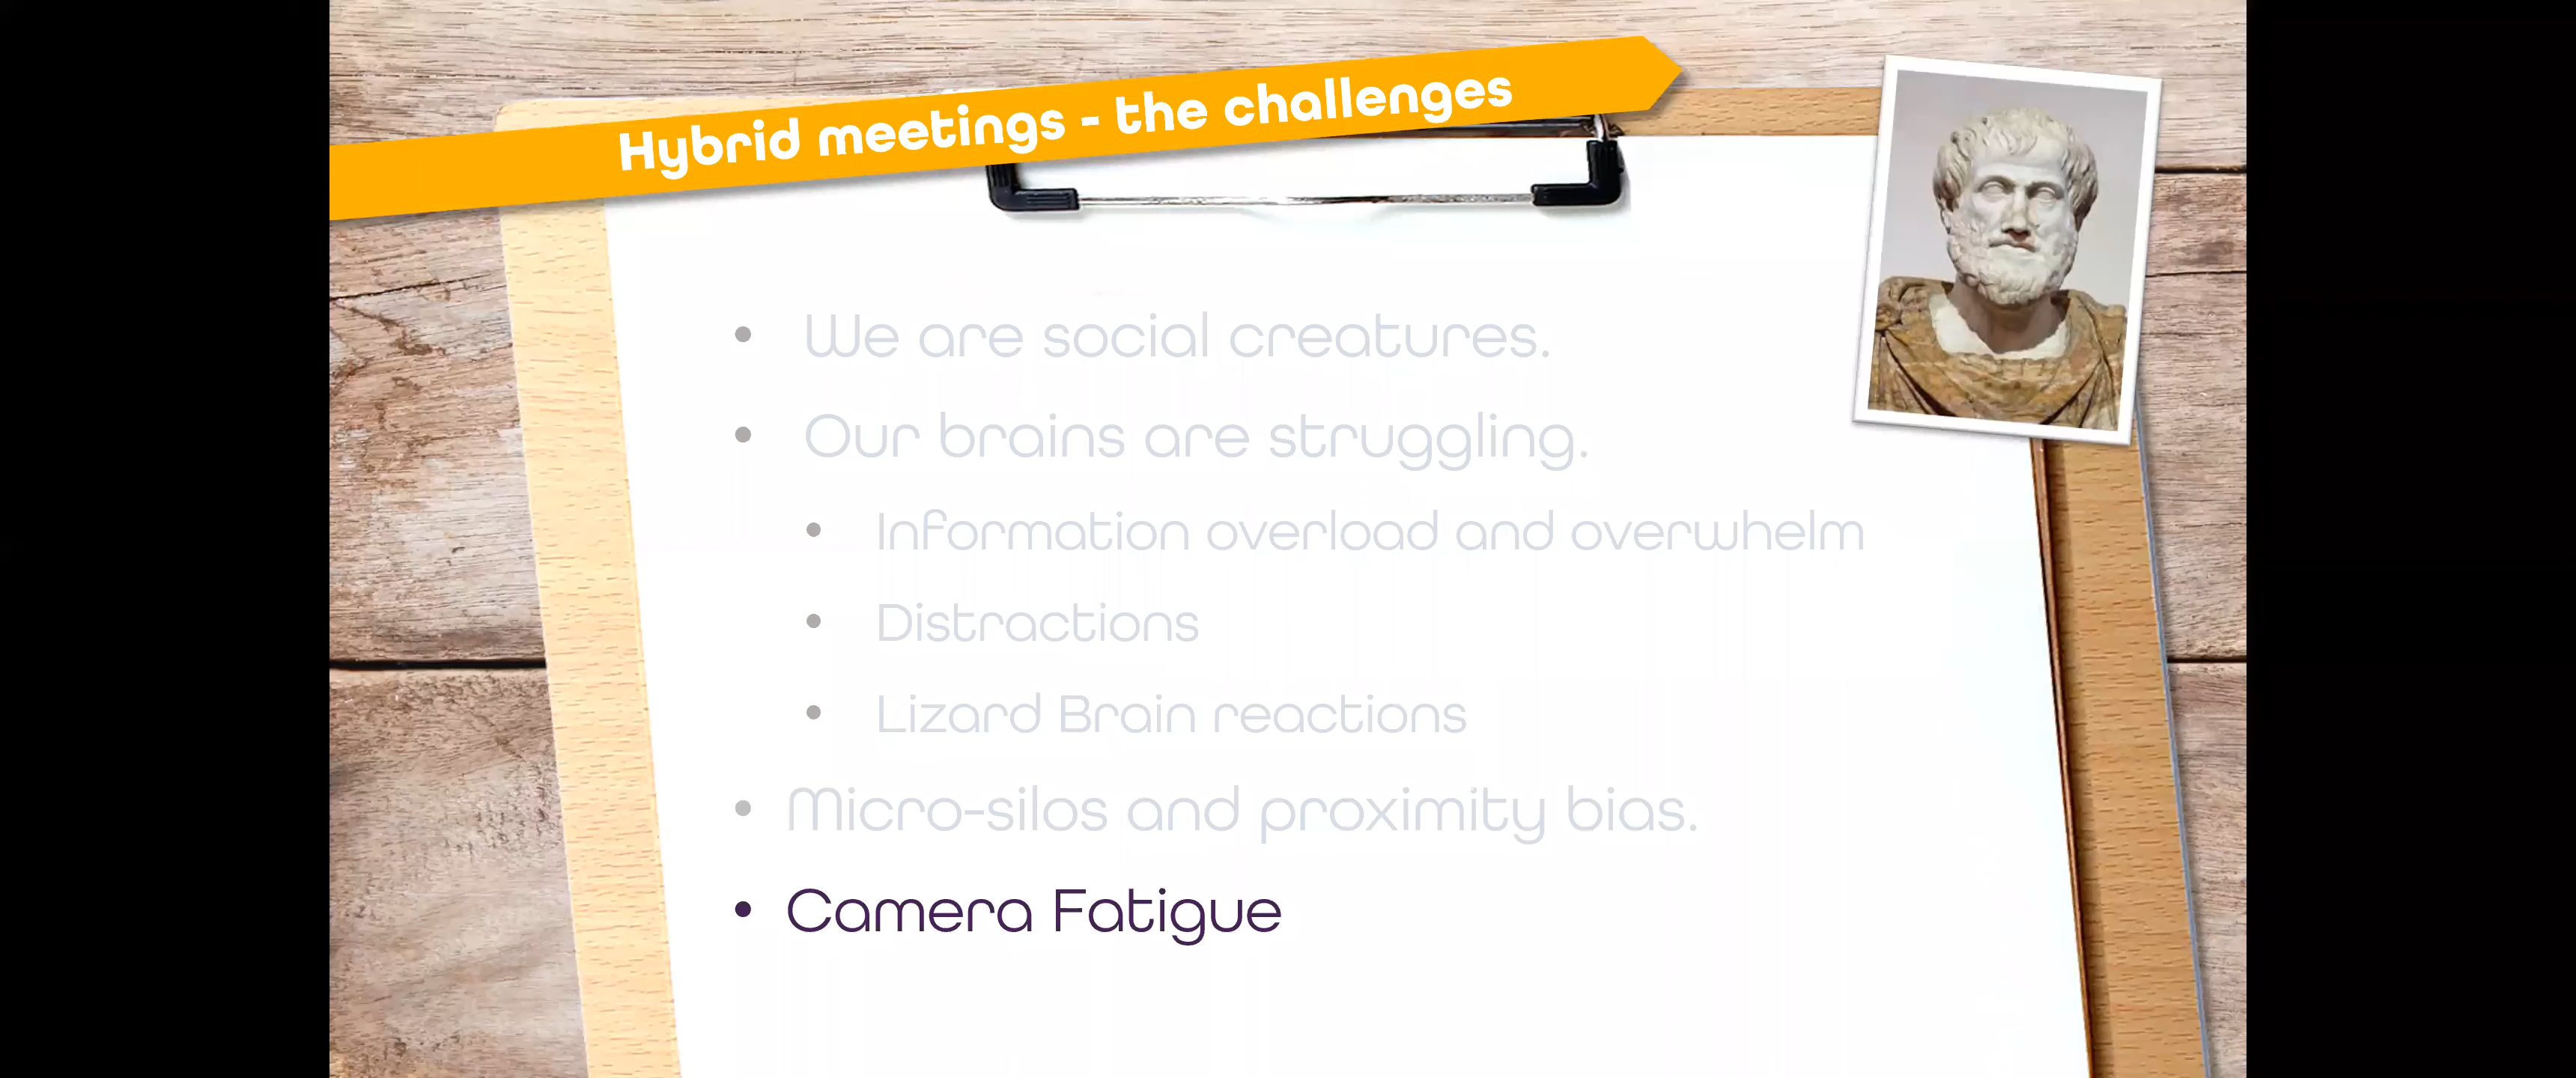 Hybrid meetings - the challenges
• We are social creatures.
• Our brains are struggling.
• Information overload and overwhelm
• Distractions
• Lizard Brain reactions
• Micro-silos and proximity bias.
• Camera Fatigue